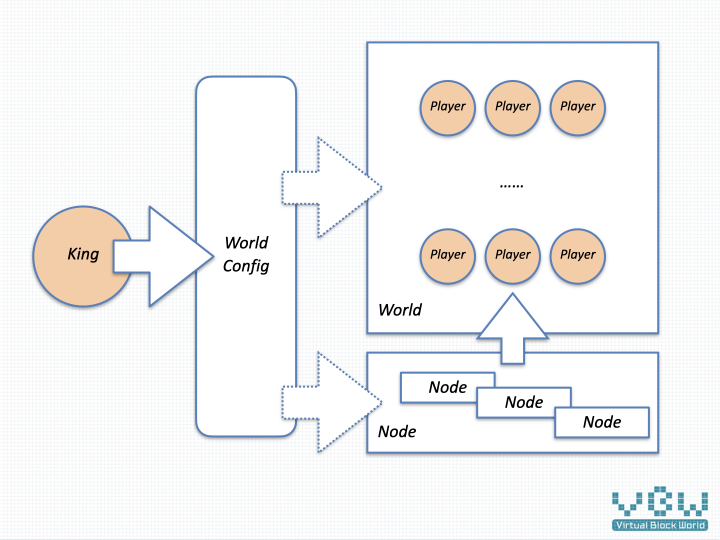 King
World
Config
Player Player Player
......
Player Player Player
World
Node
Node
Node
Node
VBW
Virtual Block World